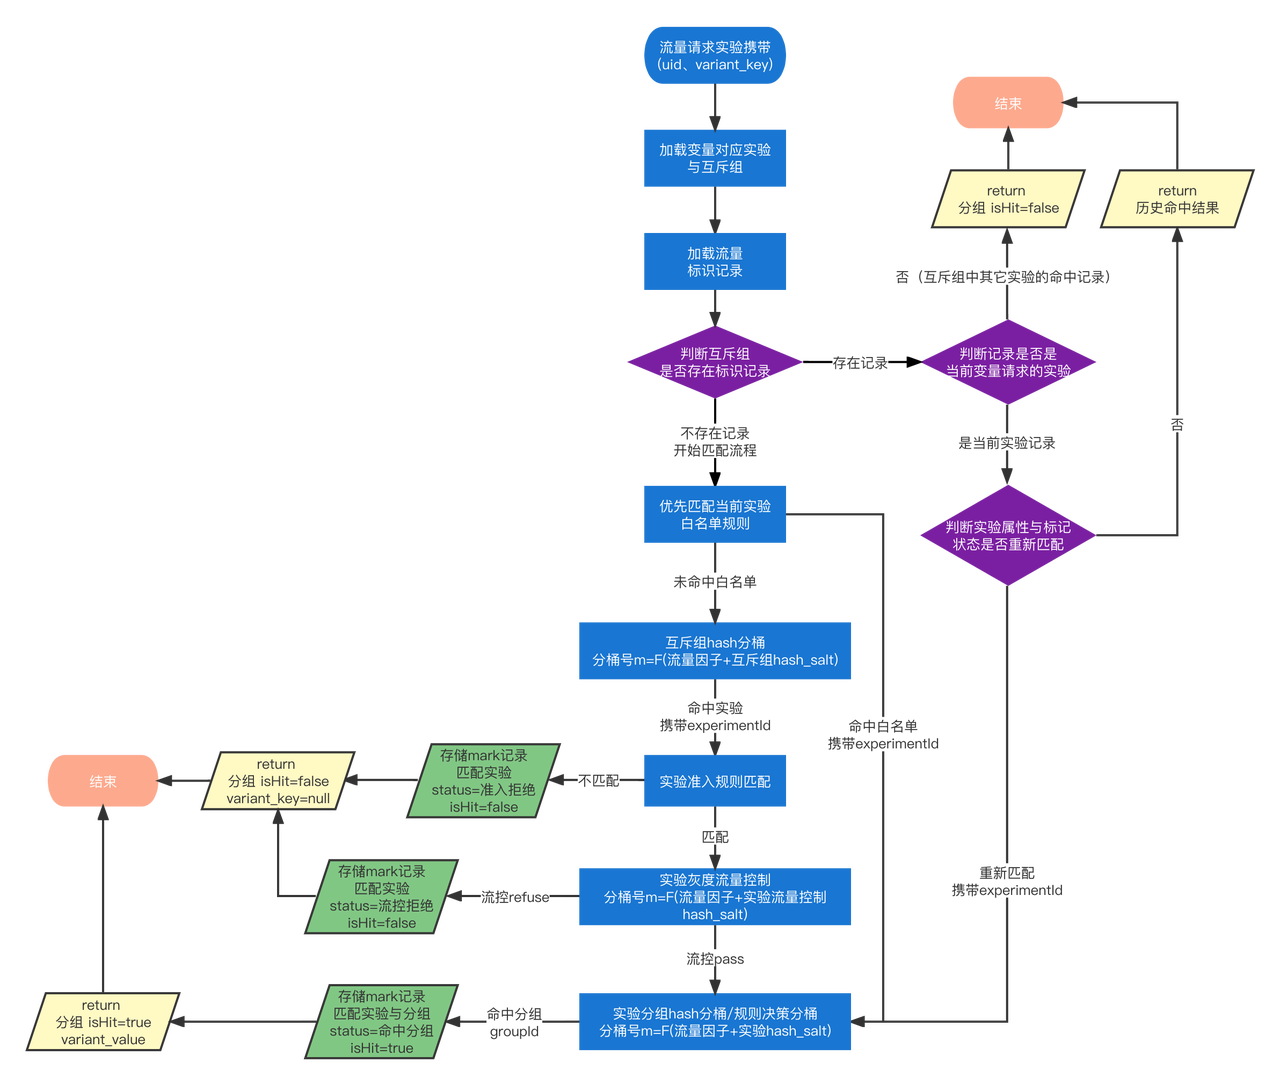 流量请求实验携带
(uid、variant_key)
加载变量对应实验
与互斥组
加载流量
标识记录
判断互斥组
是否存在标识记录
存在记录
判断记录是否是
当前变量请求的实验
否（互斥组中其它实验的命中记录）
return
分组 isHit=false
结束
return
历史命中结果
否
是当前实验记录
判断实验属性与标记
状态是否重新匹配
重新匹配
携带experimentId
不存在记录
开始匹配流程
优先匹配当前实验
白名单规则
命中白名单
携带experimentId
未命中白名单
互斥组hash分桶
分桶号m=F(流量因子+互斥组hash_salt)
命中实验
携带experimentId
实验准入规则匹配
不匹配
存储mark记录
匹配实验
status=准入拒绝
isHit=false
return
分组 isHit=false
variant_key=null
结束
匹配
实验灰度流量控制
分桶号m=F(流量因子+实验流量控制
hash_salt)
流控refuse
存储mark记录
匹配实验
status=流控拒绝
isHit=false
流控pass
实验分组hash分桶/规则决策分桶
分桶号m=F(流量因子+实验hash_salt)
命中分组
groupId
存储mark记录
匹配实验与分组
status=命中分组
isHit=true
return
分组 isHit=true
variant_value